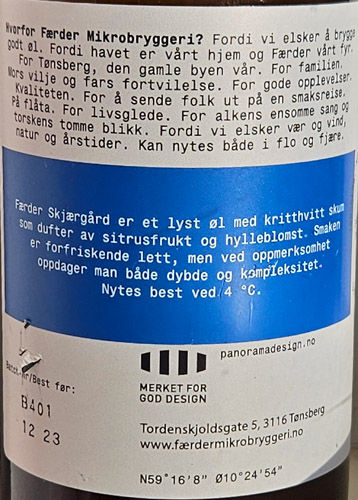 Hvorfor Færder Mikrobryggeri? Fordi vi elsker å brygge
godt øl. Fordi havet er vårt hjem og Færder vårt fyr.
For Tønsberg, den gamle byen vår. For familien.
Mors vilje og fars fortvilelse. For gode opplevelser.
Kvaliteten. For å sende folk ut på en smaksreise.
På flåta. For livsglede. For alkens ensomme sang og
torskens tomme blikk. Fordi vi elsker vær og vind,
natur og årstider. Kan nytes både i flo og fjære.
Færder Skjærgård er et lyst øl med kritthvitt skum
som dufter av sitrusfrukt og hylleblomst. Smaken
er forfriskende lett, men ved oppmerksomhet
oppdager man både dybde og kompleksitet.
Nytes best ved 4 °C.
panoramadesign.no
MERKET FOR
GOD DESIGN
Batch.nr/Best før:
B401
12 23
Tordenskjoldsgate 5, 3116 Tønsberg
www.færdermikrobryggeri.no
N59°16'8" Ø10°24'54"